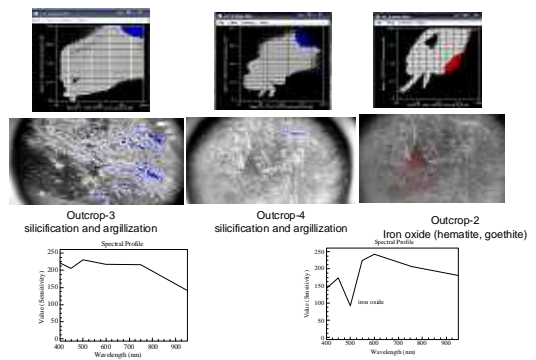 Outcrop-3
silicification and argillization
Outcrop-4
silicification and argillization
Outcrop-2
Iron oxide (hematite, goethite)
Spectral Profile
Value (Sensitivity)
250
200
150
100
50
0
400 500 600 700 800 900
Wavelength (nm)
Spectral Profile
Value (Sensitivity)
250
200
150
100
50
0
iron oxide
400 500 600 700 800 900
Wavelength (nm)